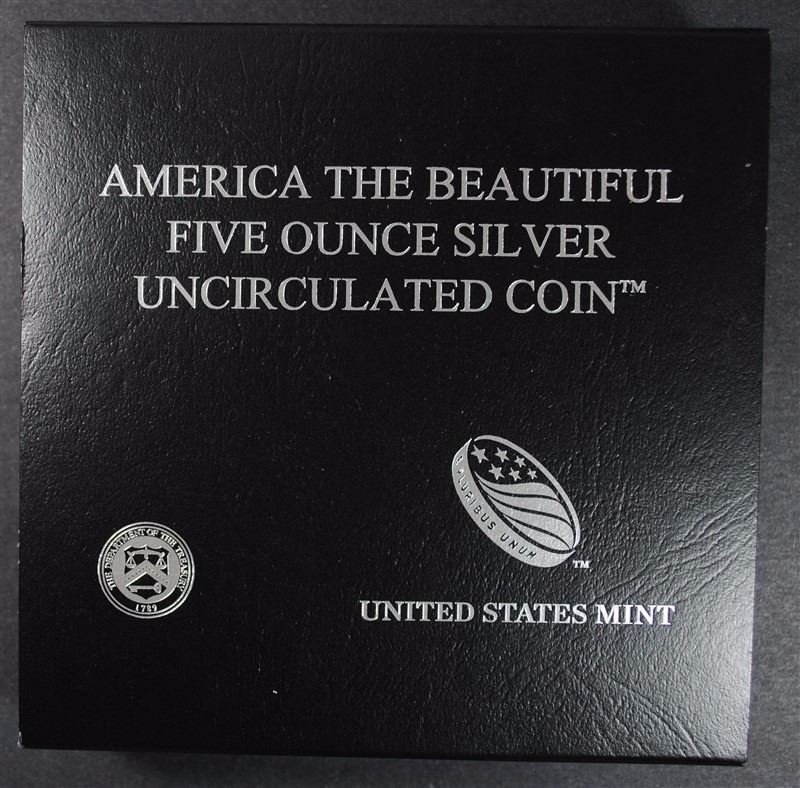 AMERICA THE BEAUTIFUL
FIVE OUNCE SILVER
UNCIRCULATED COIN™
E PLURIBUS UNUM
™
THE DEPARTMENT OF THE TREASURY
1789
UNITED STATES MINT